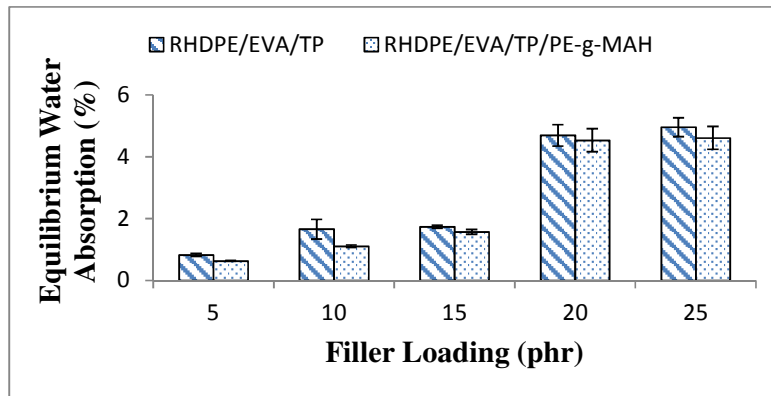 RHDPE/EVA/TP RHDPE/EVA/TP/PE-g-MAH
Equilibrium Water
Absorption (%)
6
4
2
0
5 10 15 20 25
Filler Loading (phr)